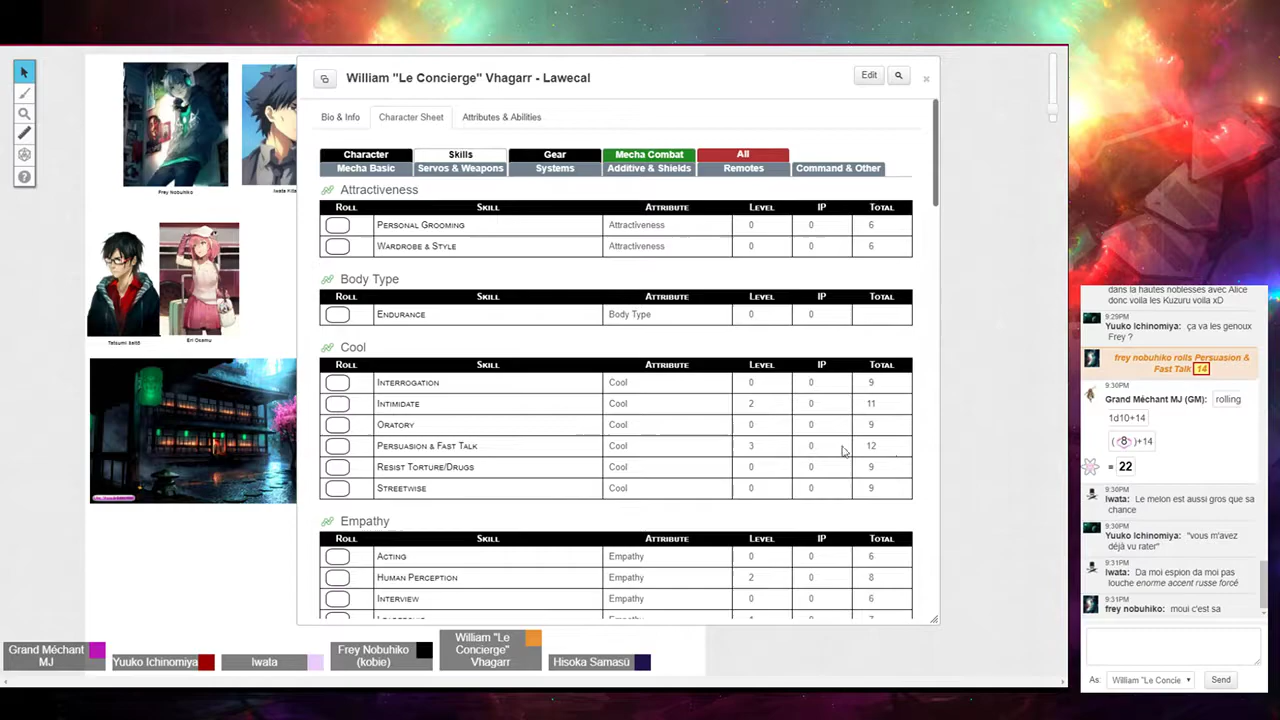 William "Le Concierge" Vhagarr - Lawecal
Edit
Bio & Info
Character Sheet
Attributes & Abilities
Character
Skills
Gear
Mecha Combat
All
Mecha Basic
Servos & Weapons
Systems
Additive & Shields
Remotes
Command & Other
Attractiveness
Roll Skill Attribute Level IP Total
Personal Grooming Attractiveness 0 0 6
Wardrobe & Style Attractiveness 0 0 6
Body Type
Roll Skill Attribute Level IP Total
Endurance Body Type 0 0
Cool
Roll Skill Attribute Level IP Total
Interrogation Cool 0 0 9
Intimidate Cool 2 0 11
Oratory Cool 0 0 9
Persuasion & Fast Talk Cool 3 0 12
Resist Torture/Drugs Cool 0 0 9
Streetwise Cool 0 0 9
Empathy
Roll Skill Attribute Level IP Total
Acting Empathy 0 0 6
Human Perception Empathy 2 0 8
Interview Empathy 0 0 6
Frey Nobuhiko
Iwata Kita
Tatsumi Saitō
Eri Osamu
Grand Méchant
MJ
Yuuko Ichinomiya
Iwata
Frey Nobuhiko
(kobie)
William "Le
Concierge"
Vhagarr
Hisoka Samasù
dans la hautes noblesses avec Alice
donc voila les Kuzuru voila xD
9:29PM
Yuuko Ichinomiya: ça va les genoux
Frey ?
frey nobuhiko rolls Persuasion &
Fast Talk 14
9:30PM
Grand Méchant MJ (GM): rolling
1d10+14
(8)+14
= 22
9:30PM
Iwata: Le melon est aussi gros que sa
chance
9:30PM
Yuuko Ichinomiya: "vous m'avez
déjà vu rater"
9:31PM
Iwata: Da moi espion da moi pas
louche enorme accent russe forcé
9:31PM
frey nobuhiko: moui c'est sa
As: William "Le Concie
Send